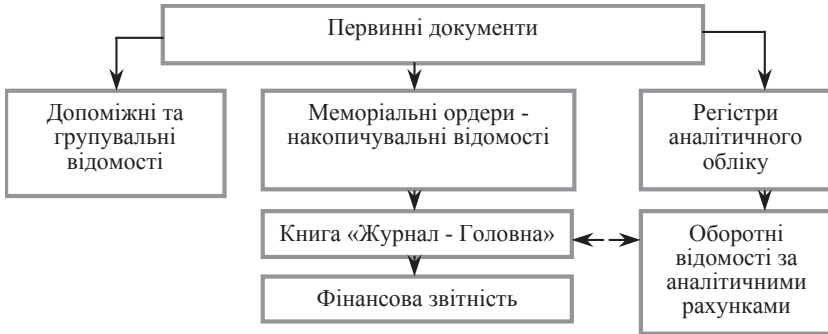 Первинні документи
Допоміжні та
групувальні
відомості
Меморіальні ордери -
накопичувальні відомості
Регістри
аналітичного
обліку
Книга «Журнал - Головна»
Оборотні
відомості за
аналітичними
рахунками
Фінансова звітність